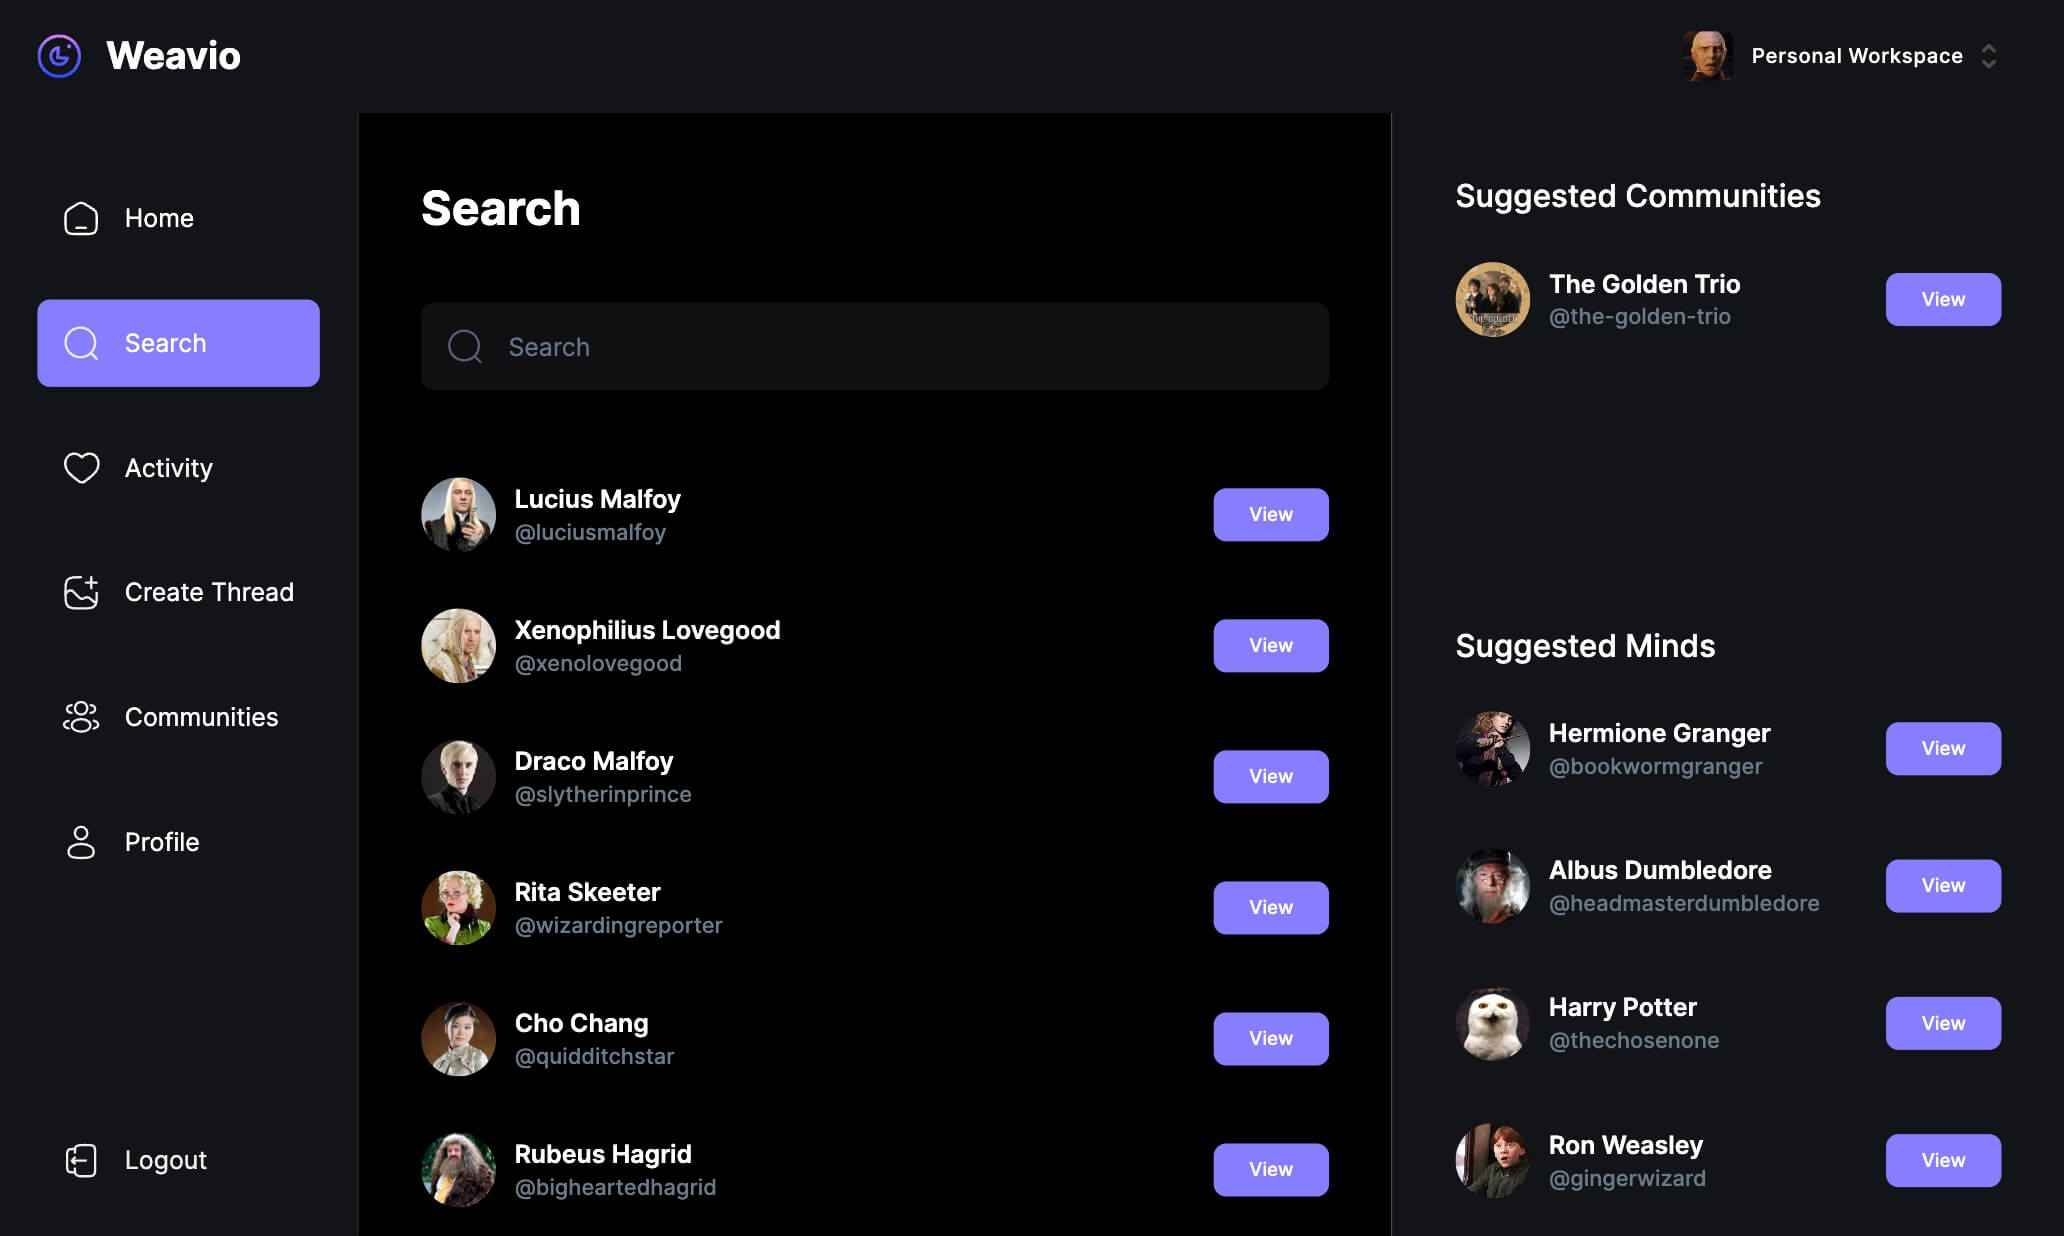 Weavio
Personal Workspace
Home
Search
Activity
Create Thread
Communities
Profile
Logout
Search
Search
Lucius Malfoy
@luciusmalfoy
View
Xenophilius Lovegood
@xenolovegood
View
Draco Malfoy
@slytherinprince
View
Rita Skeeter
@wizardingreporter
View
Cho Chang
@quidditchstar
View
Rubeus Hagrid
@bigheartedhagrid
View
Suggested Communities
THE GOLDEN
The Golden Trio
@the-golden-trio
View
Suggested Minds
Hermione Granger
@bookwormgranger
View
Albus Dumbledore
@headmasterdumbledore
View
Harry Potter
@thechosenone
View
Ron Weasley
@gingerwizard
View